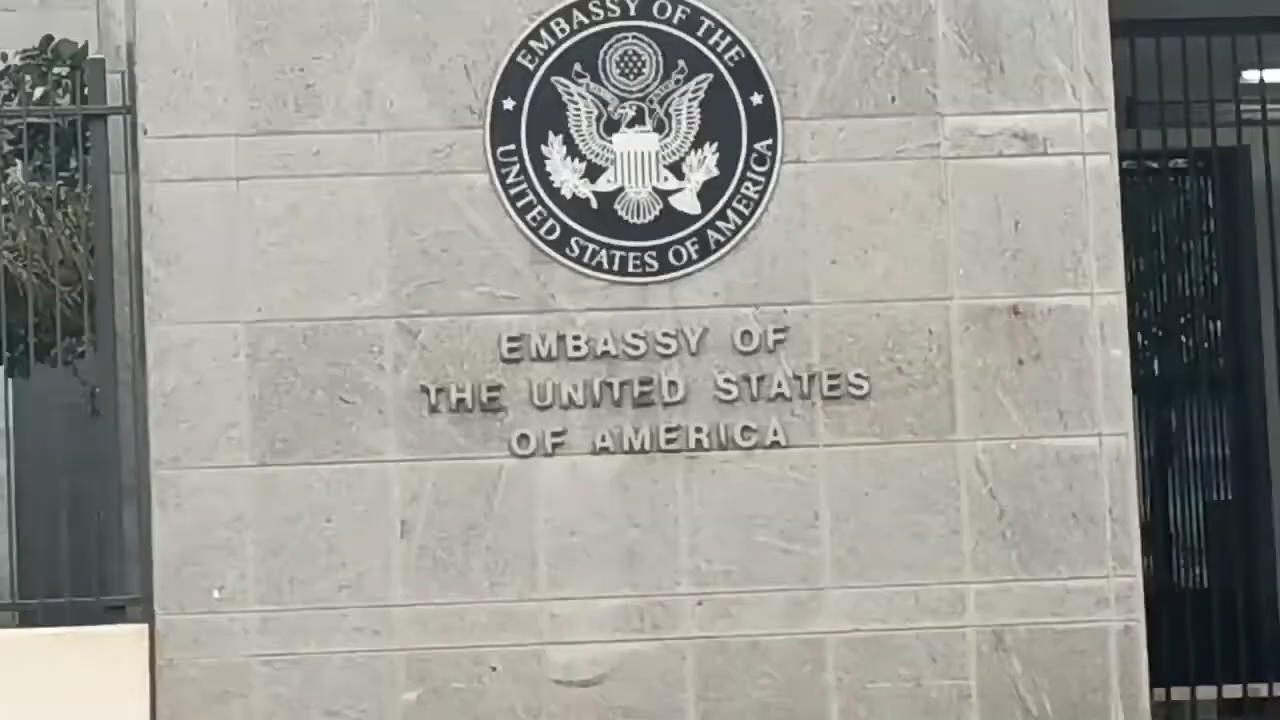 EMBASSY OF THE
UNITED STATES OF AMERICA
EMBASSY OF
THE UNITED STATES
OF AMERICA